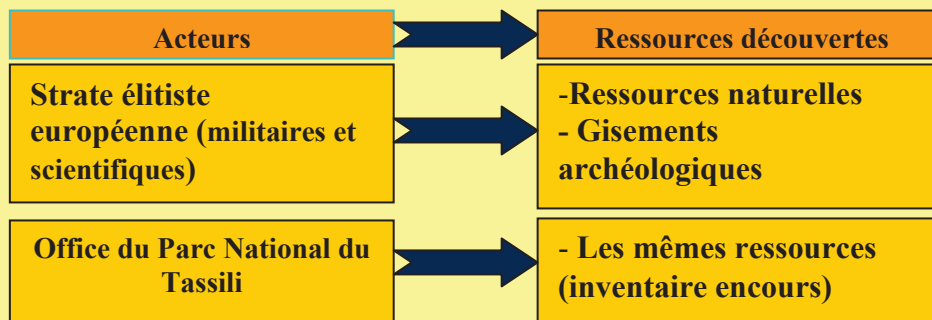 Acteurs
Ressources découvertes
Strate élitiste
européenne (militaires et
scientifiques)
-Ressources naturelles
- Gisements
archéologiques
Office du Parc National du
Tassili
- Les mêmes ressources
(inventaire encours)